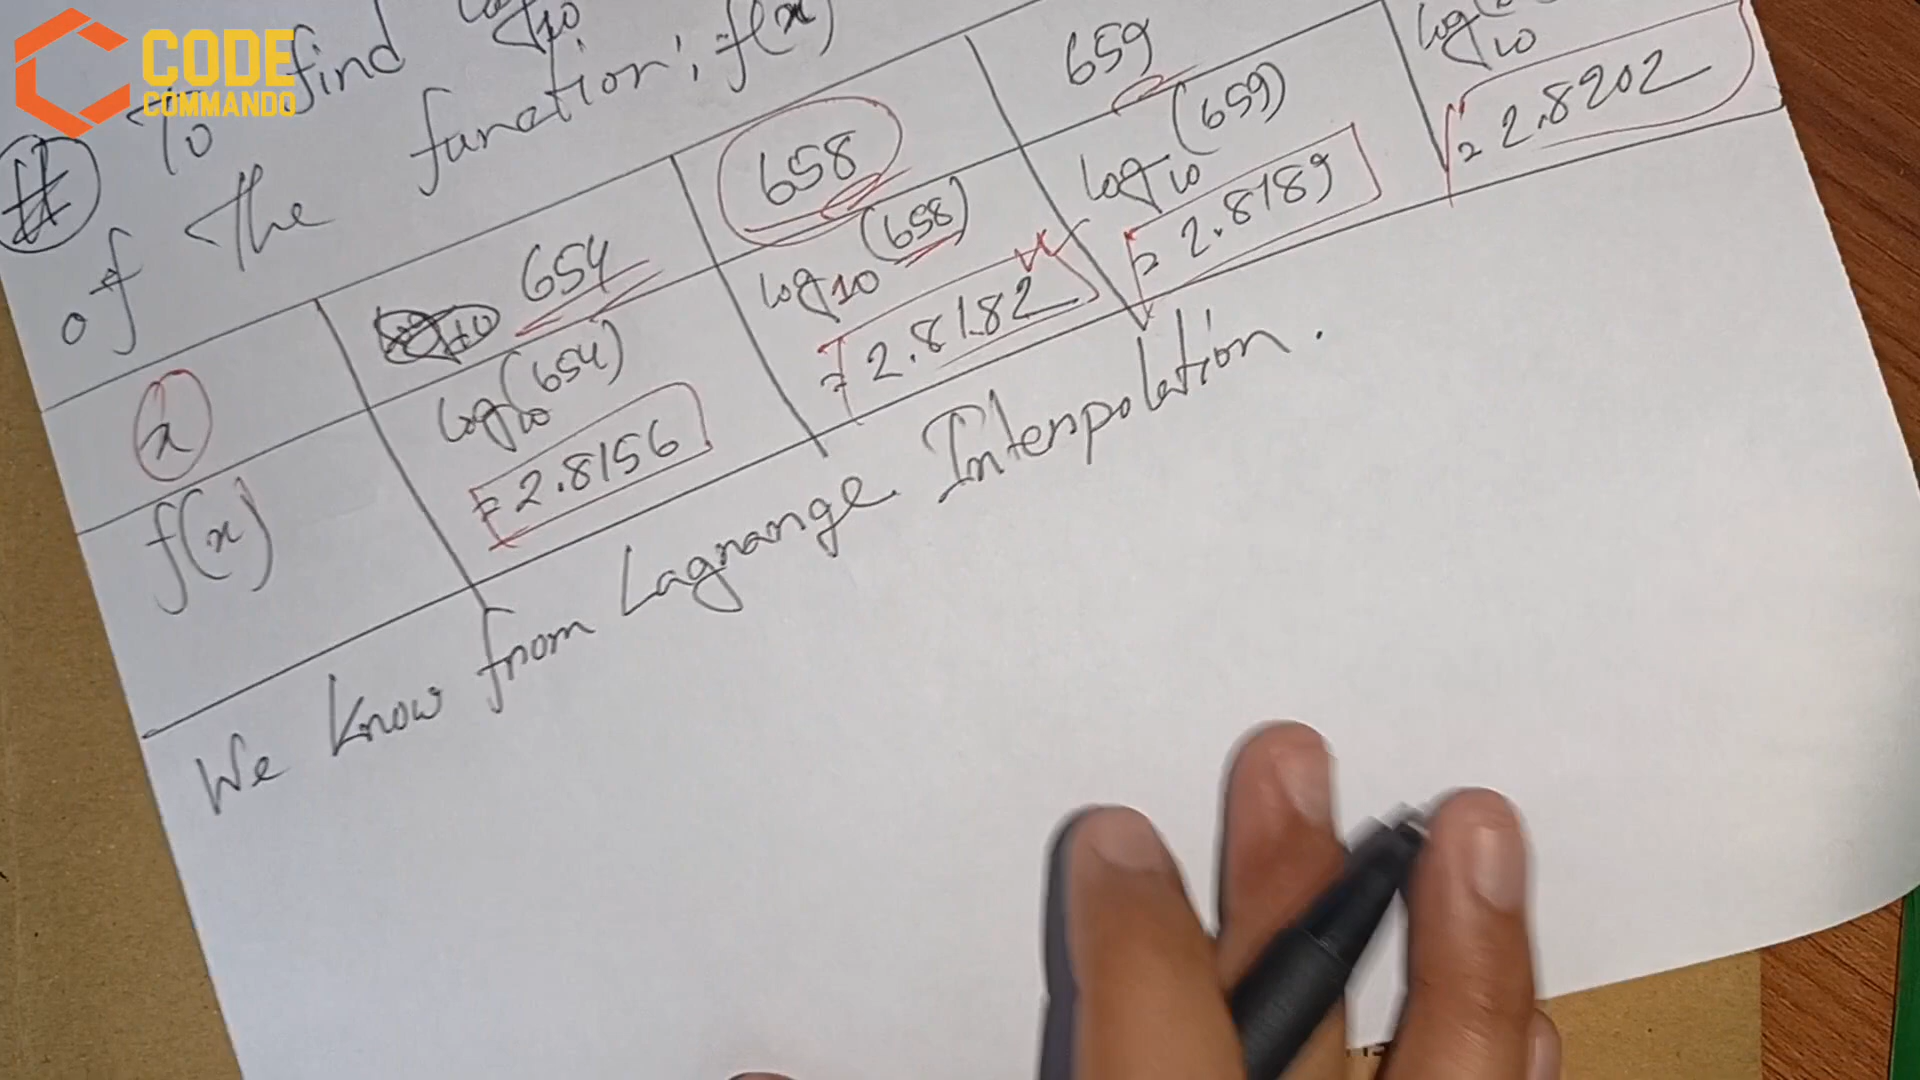 CODE
COMMANDO
# To find
of the function, f(x)
x 654 658 659
f(x) log10(654) = 2.8156 log10(658) = 2.8182 log10(659) = 2.8189 log10 = 2.8202
We know from Lagrange Interpolation.